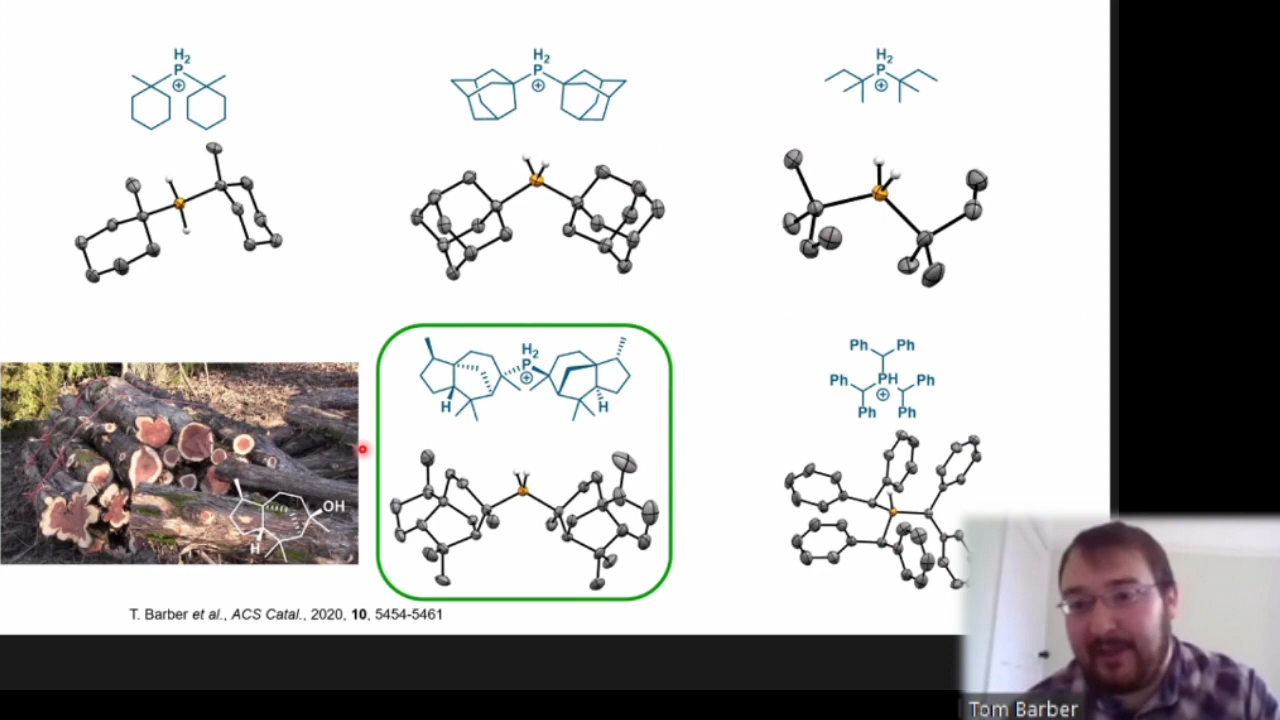 H2
P
⊕
H2
P
⊕
H2
P
⊕
H2
P
⊕
H
H
Ph Ph
PH
⊕
Ph Ph
Ph Ph
OH
H
T. Barber et al., ACS Catal., 2020, 10, 5454-5461
Tom Barber